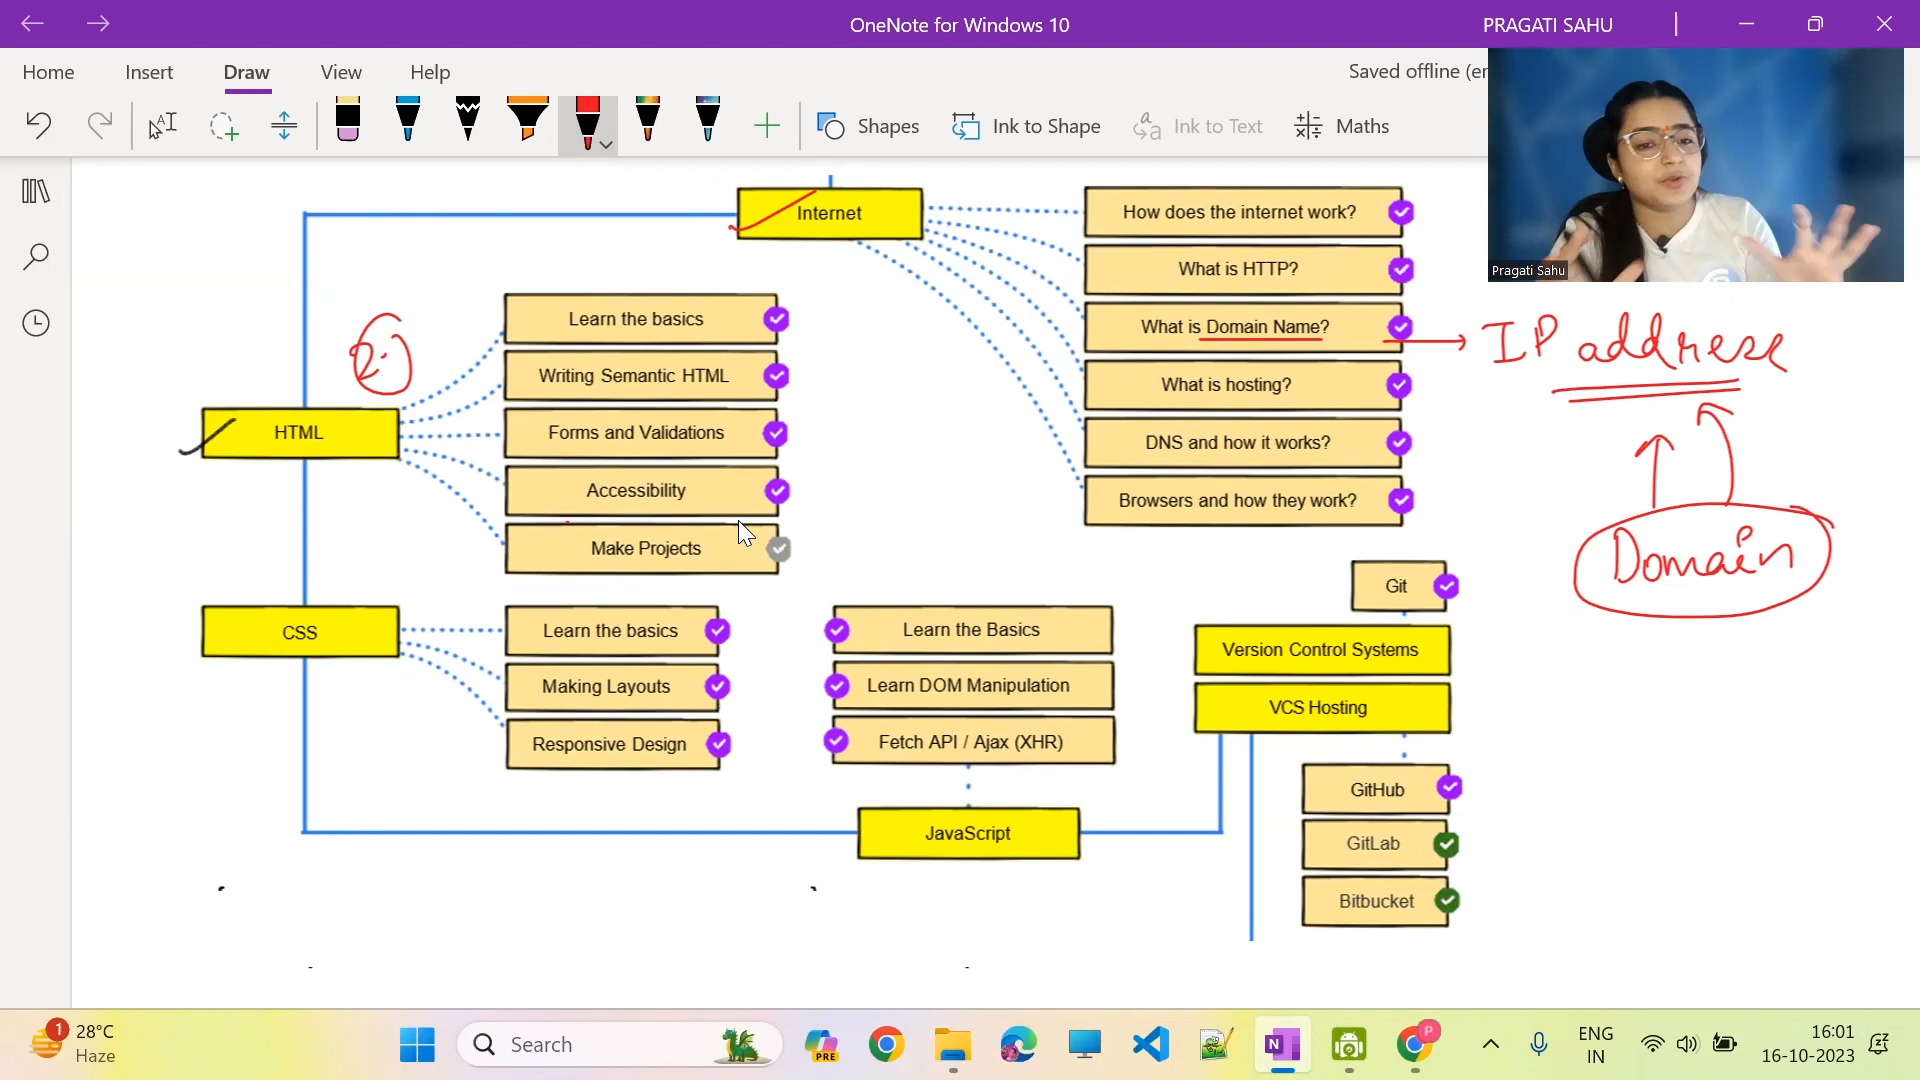 OneNote for Windows 10
PRAGATI SAHU
Home
Insert
Draw
View
Help
Saved offline (er
Shapes
Ink to Shape
Ink to Text
Maths
Pragati Sahu
Internet
How does the internet work?
What is HTTP?
What is Domain Name?
What is hosting?
DNS and how it works?
Browsers and how they work?
IP address
Domain
2.
HTML
Learn the basics
Writing Semantic HTML
Forms and Validations
Accessibility
Make Projects
CSS
Learn the basics
Making Layouts
Responsive Design
Learn the Basics
Learn DOM Manipulation
Fetch API / Ajax (XHR)
JavaScript
Git
Version Control Systems
VCS Hosting
GitHub
GitLab
Bitbucket
1
28°C
Haze
Search
PRE
N
P
ENG
IN
16:01
16-10-2023